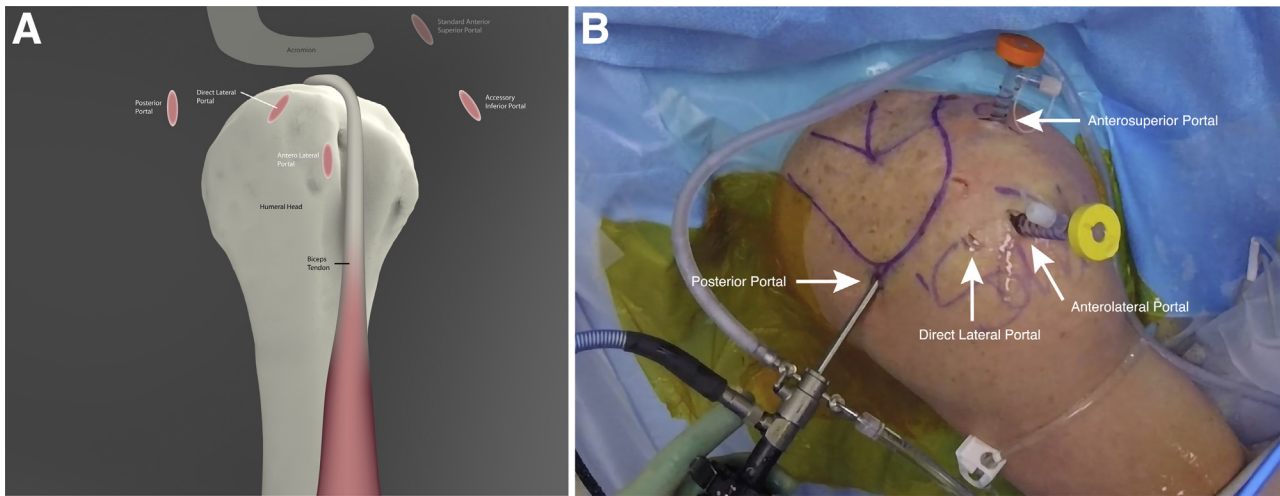 A
Standard Anterior
Superior Portal
Acromion
Direct Lateral
Portal
Posterior
Portal
Accessory
Inferior Portal
Antero Lateral
Portal
Humeral Head
Biceps
Tendon
B
Anterosuperior Portal
Posterior Portal
Anterolateral Portal
Direct Lateral Portal